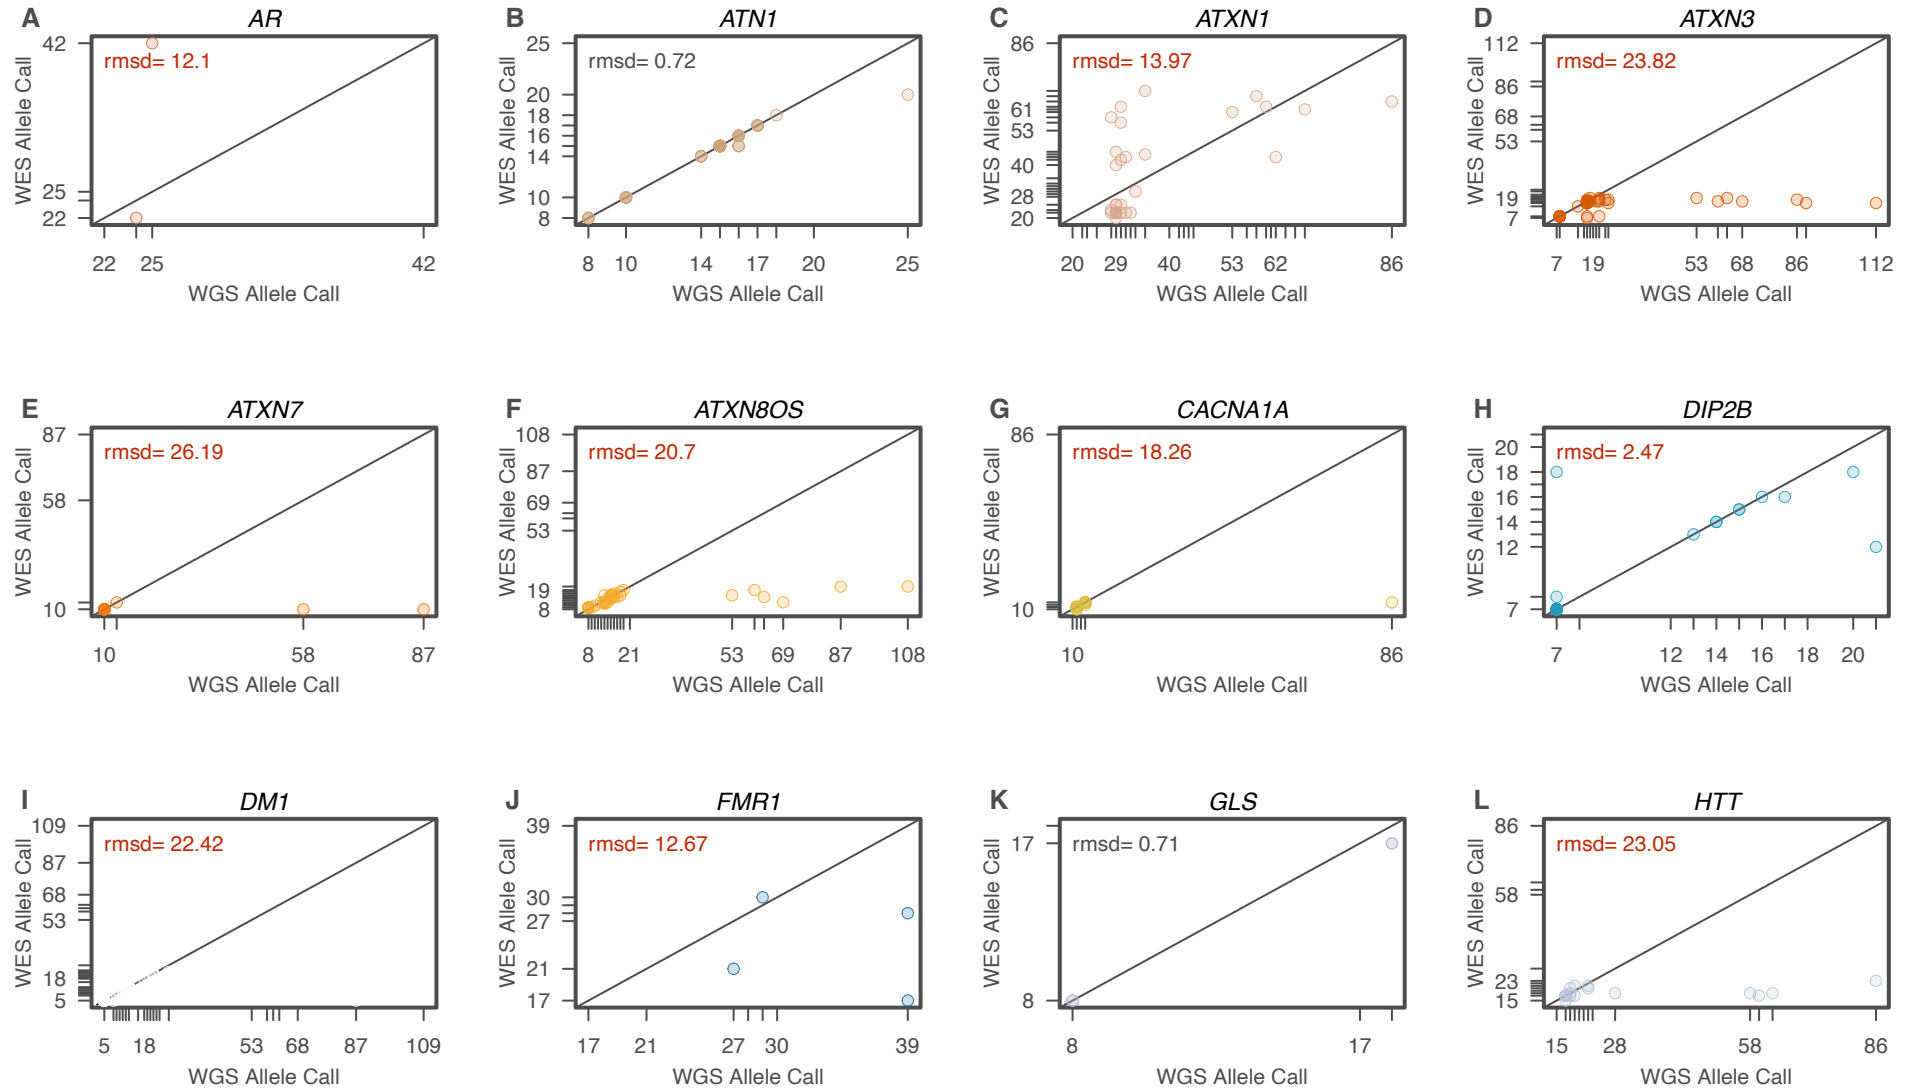 A AR
42
rmsd= 12.1
25
22
WES Allele Call
22 25 42
WGS Allele Call
B ATN1
25
rmsd= 0.72
20
18
16
14
10
8
WES Allele Call
8 10 14 17 20 25
WGS Allele Call
C ATXN1
86
rmsd= 13.97
61
53
40
28
20
WES Allele Call
20 29 40 53 62 86
WGS Allele Call
D ATXN3
112
rmsd= 23.82
86
68
53
19
7
WES Allele Call
7 19 53 68 86 112
WGS Allele Call
E ATXN7
87
rmsd= 26.19
58
10
WES Allele Call
10 58 87
WGS Allele Call
F ATXN8OS
108
rmsd= 20.7
87
69
53
19
8
WES Allele Call
8 21 53 69 87 108
WGS Allele Call
G CACNA1A
86
rmsd= 18.26
10
WES Allele Call
10 86
WGS Allele Call
H DIP2B
20
rmsd= 2.47
18
16
14
12
7
WES Allele Call
7 12 14 16 18 20
WGS Allele Call
I DM1
109
rmsd= 22.42
87
68
53
18
5
WES Allele Call
5 18 53 68 87 109
WGS Allele Call
J FMR1
39
rmsd= 12.67
30
27
21
17
WES Allele Call
17 21 27 30 39
WGS Allele Call
K GLS
17
rmsd= 0.71
8
WES Allele Call
8 17
WGS Allele Call
L HTT
86
rmsd= 23.05
58
23
15
WES Allele Call
15 28 58 86
WGS Allele Call